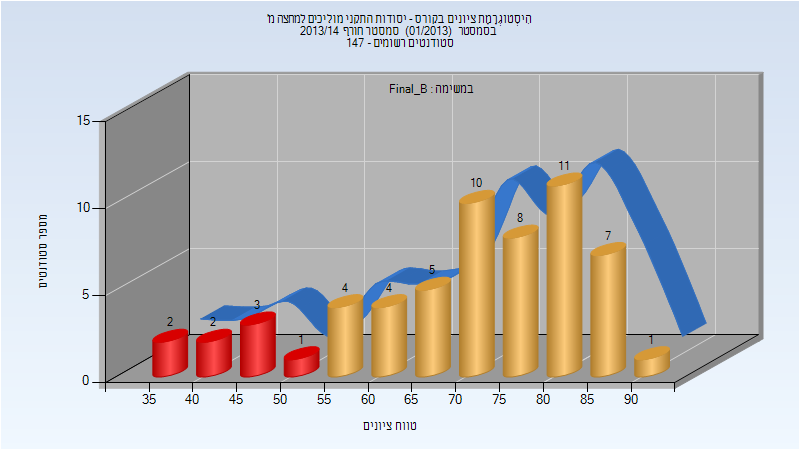 היסטוגרמת ציונים בקורס - יסודות התקני מוליכים למחצה מ'
בסמסטר (01/2013) סמסטר חורף 2013/14
סטודנטים רשומים - 147
במשימה : Final_B
מספר סטודנטים
15
10
5
0
2
2
3
1
4
4
5
10
8
11
7
1
35 40 45 50 55 60 65 70 75 80 85 90
טווח ציונים